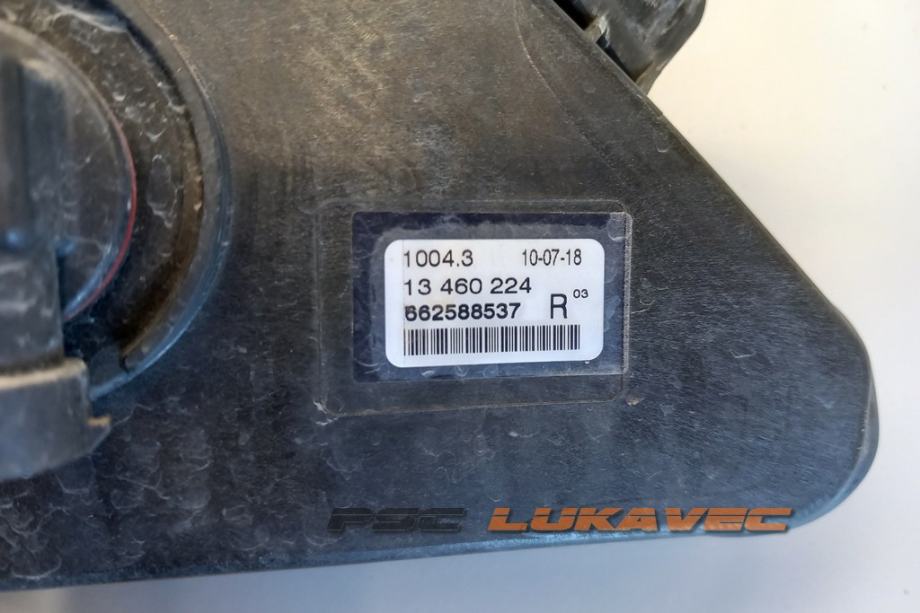 1004.3 10-07-18
13 460 224
662588537 R 03
PSC LUKAVEC